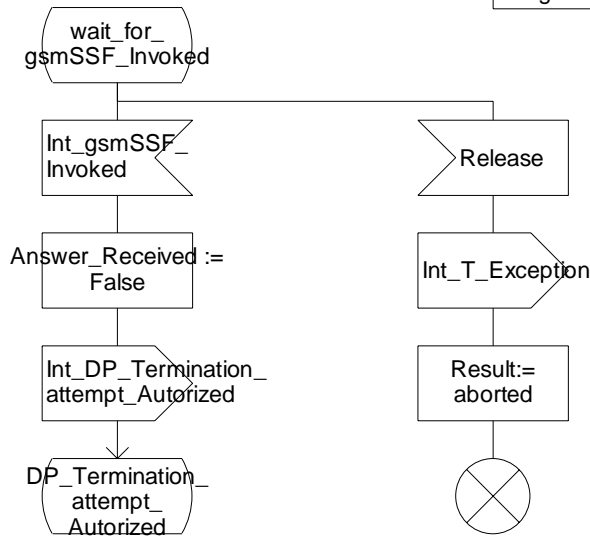 wait_for_
gsmSSF_Invoked
Int_gsmSSF_
Invoked
Release
Answer_Received :=
False
Int_T_Exception
Int_DP_Termination_
attempt_Autorized
Result:=
aborted
DP_Termination_
attempt_
Autorized